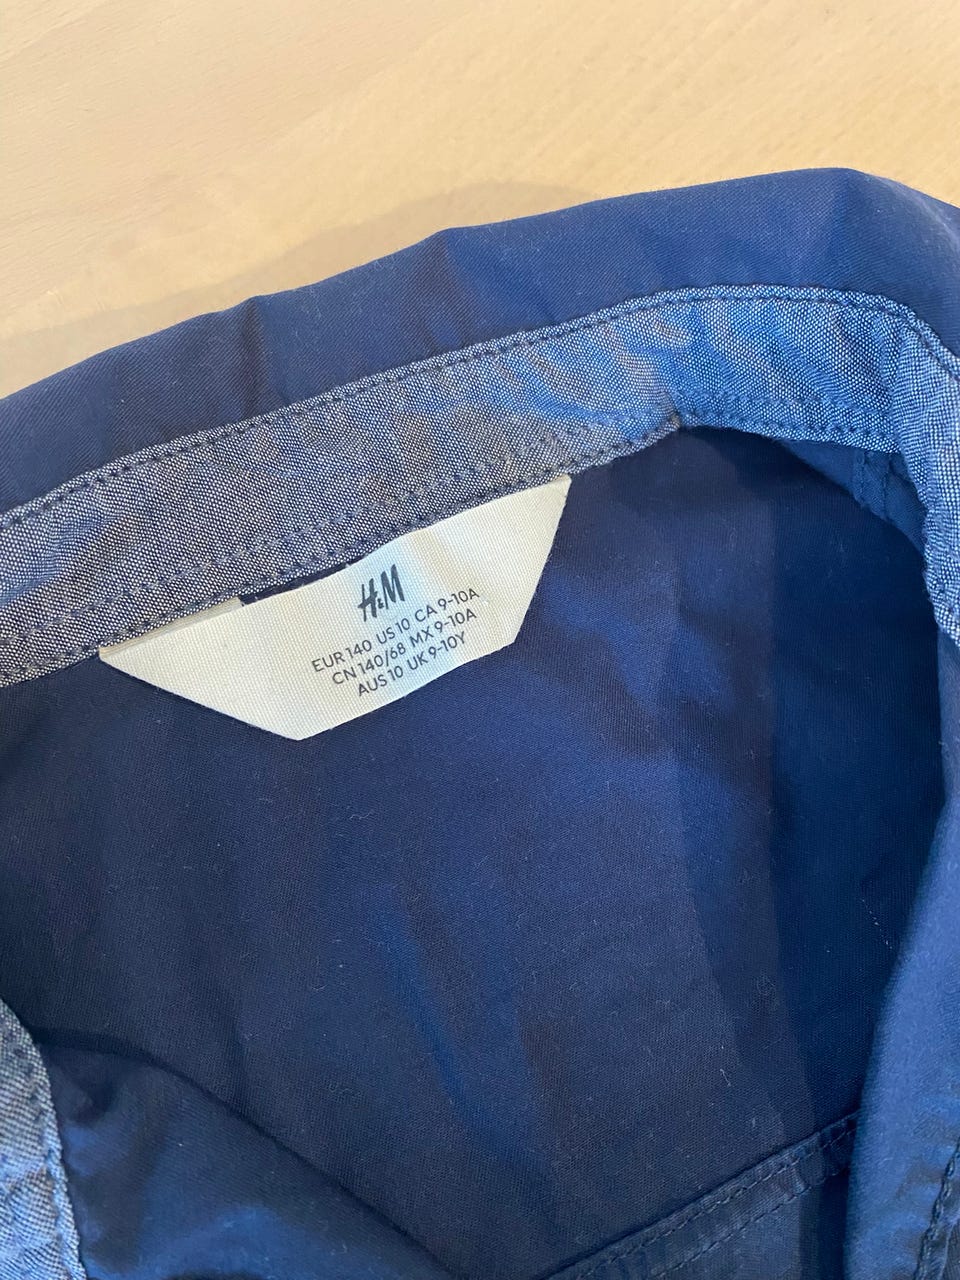 H&M
EUR 140 US 10 CA 9-10A
CN 140/68 MX 9-10A
AUS 10 UK 9-10Y